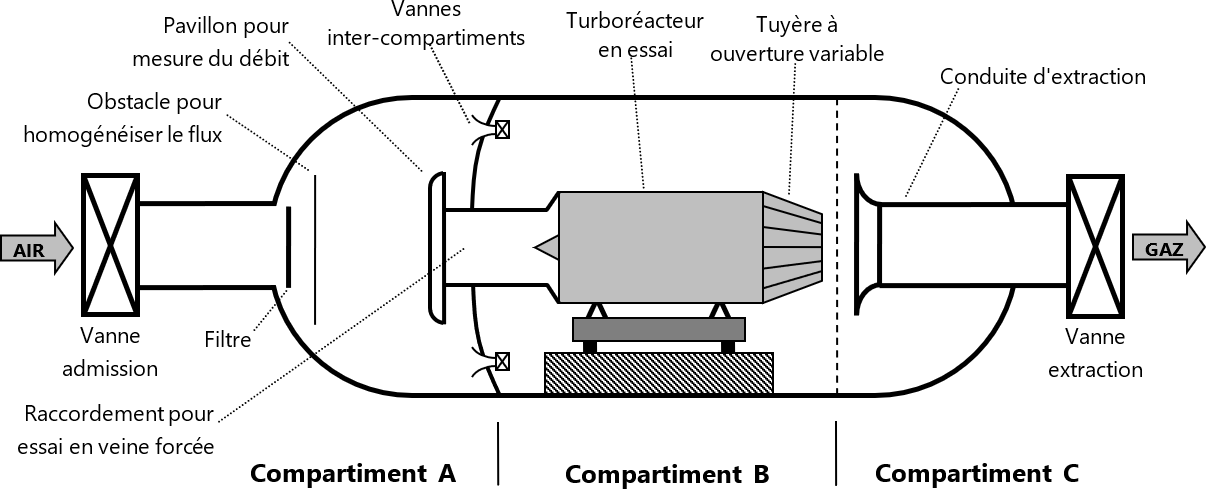 Vannes
inter-compartiments
Pavillon pour
mesure du débit
Turboréacteur
en essai
Tuyère à
ouverture variable
Conduite d'extraction
Obstacle pour
homogénéiser le flux
AIR
GAZ
Vanne
admission
Filtre
Vanne
extraction
Raccordement pour
essai en veine forcée
Compartiment A
Compartiment B
Compartiment C